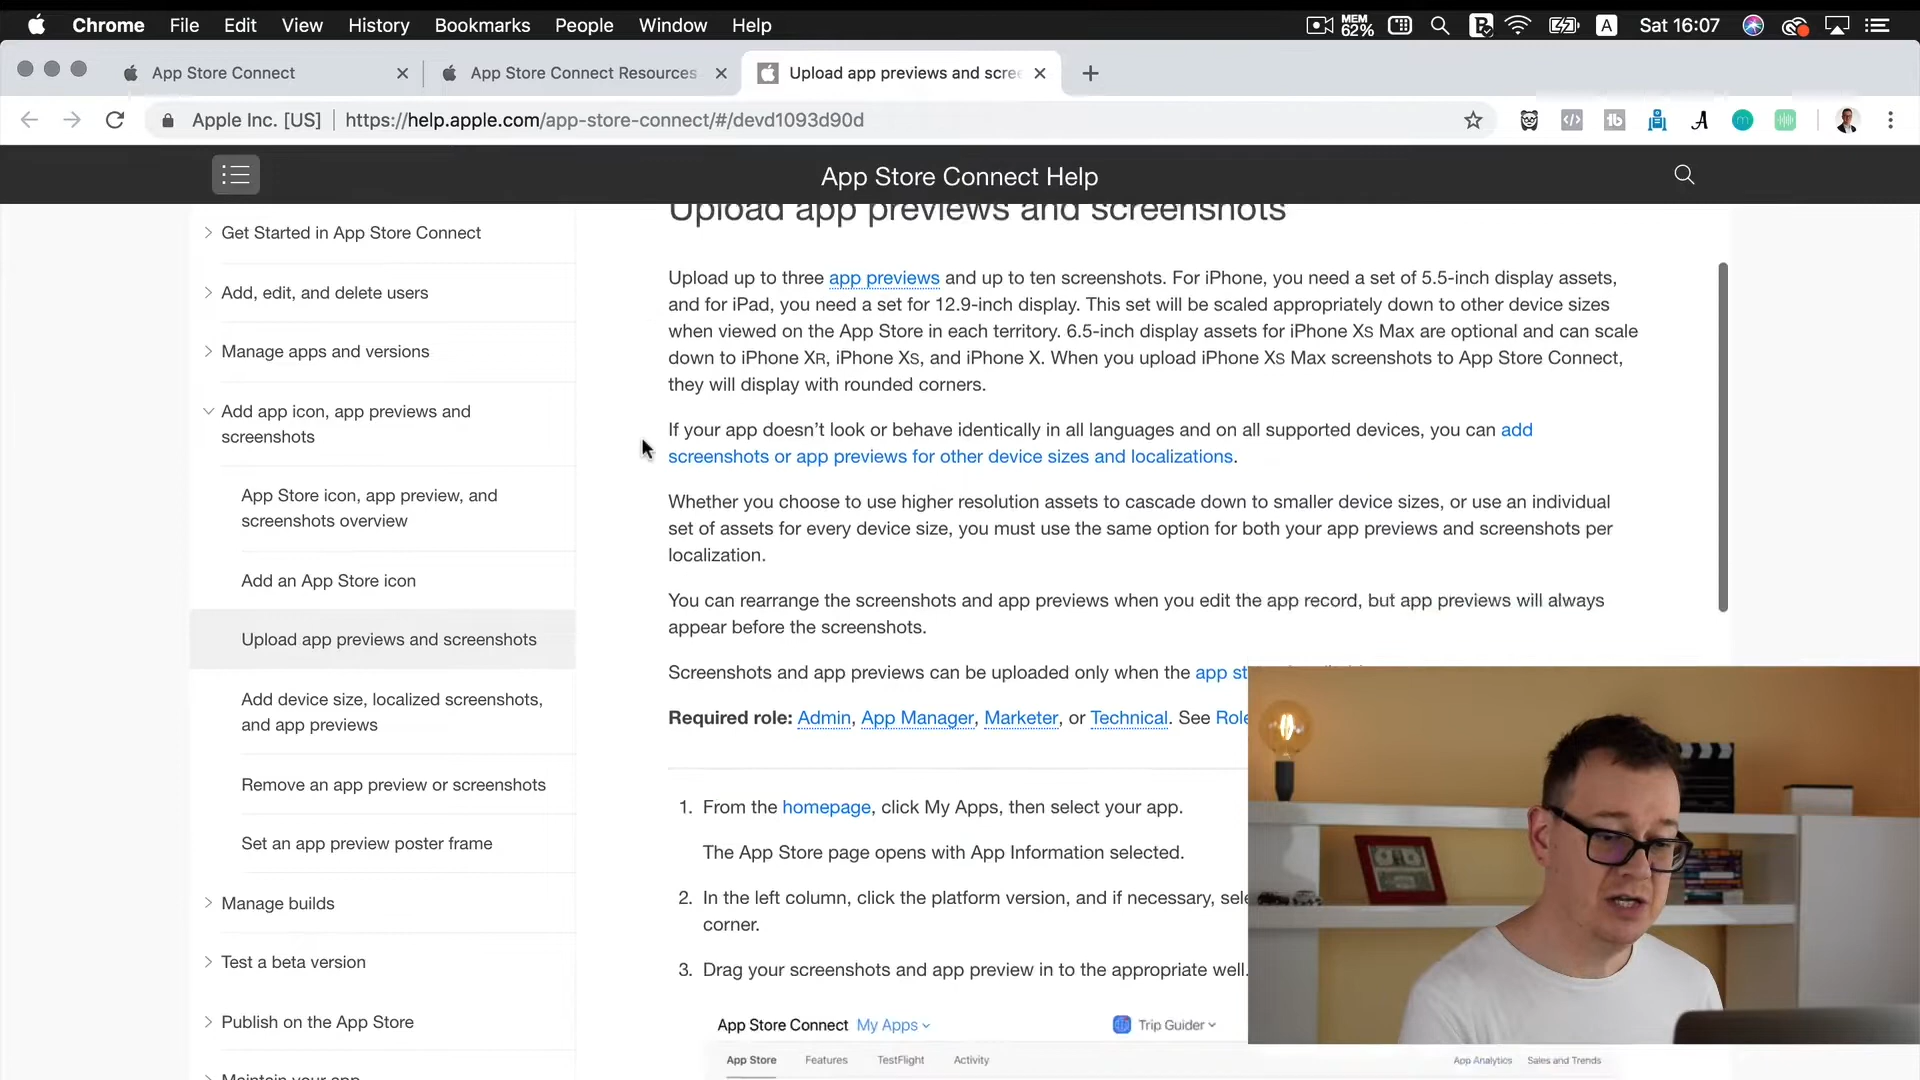 Chrome File Edit View History Bookmarks People Window Help MEM 62% A Sat 16:07
App Store Connect App Store Connect Resources Upload app previews and scre
Apple Inc. [US] https://help.apple.com/app-store-connect/#/devd1093d90d
App Store Connect Help
Get Started in App Store Connect
Add, edit, and delete users
Manage apps and versions
Add app icon, app previews and
screenshots
App Store icon, app preview, and
screenshots overview
Add an App Store icon
Upload app previews and screenshots
Add device size, localized screenshots,
and app previews
Remove an app preview or screenshots
Set an app preview poster frame
Manage builds
Test a beta version
Publish on the App Store
Maintain your app
Upload app previews and screenshots
Upload up to three app previews and up to ten screenshots. For iPhone, you need a set of 5.5-inch display assets,
and for iPad, you need a set for 12.9-inch display. This set will be scaled appropriately down to other device sizes
when viewed on the App Store in each territory. 6.5-inch display assets for iPhone XS Max are optional and can scale
down to iPhone XR, iPhone XS, and iPhone X. When you upload iPhone XS Max screenshots to App Store Connect,
they will display with rounded corners.
If your app doesn’t look or behave identically in all languages and on all supported devices, you can add
screenshots or app previews for other device sizes and localizations.
Whether you choose to use higher resolution assets to cascade down to smaller device sizes, or use an individual
set of assets for every device size, you must use the same option for both your app previews and screenshots per
localization.
You can rearrange the screenshots and app previews when you edit the app record, but app previews will always
appear before the screenshots.
Screenshots and app previews can be uploaded only when the app st
Required role: Admin, App Manager, Marketer, or Technical. See Role
1. From the homepage, click My Apps, then select your app.
The App Store page opens with App Information selected.
2. In the left column, click the platform version, and if necessary, sele
corner.
3. Drag your screenshots and app preview in to the appropriate well.
App Store Connect My Apps Trip Guider
App Store Features TestFlight Activity App Analytics Sales and Trends